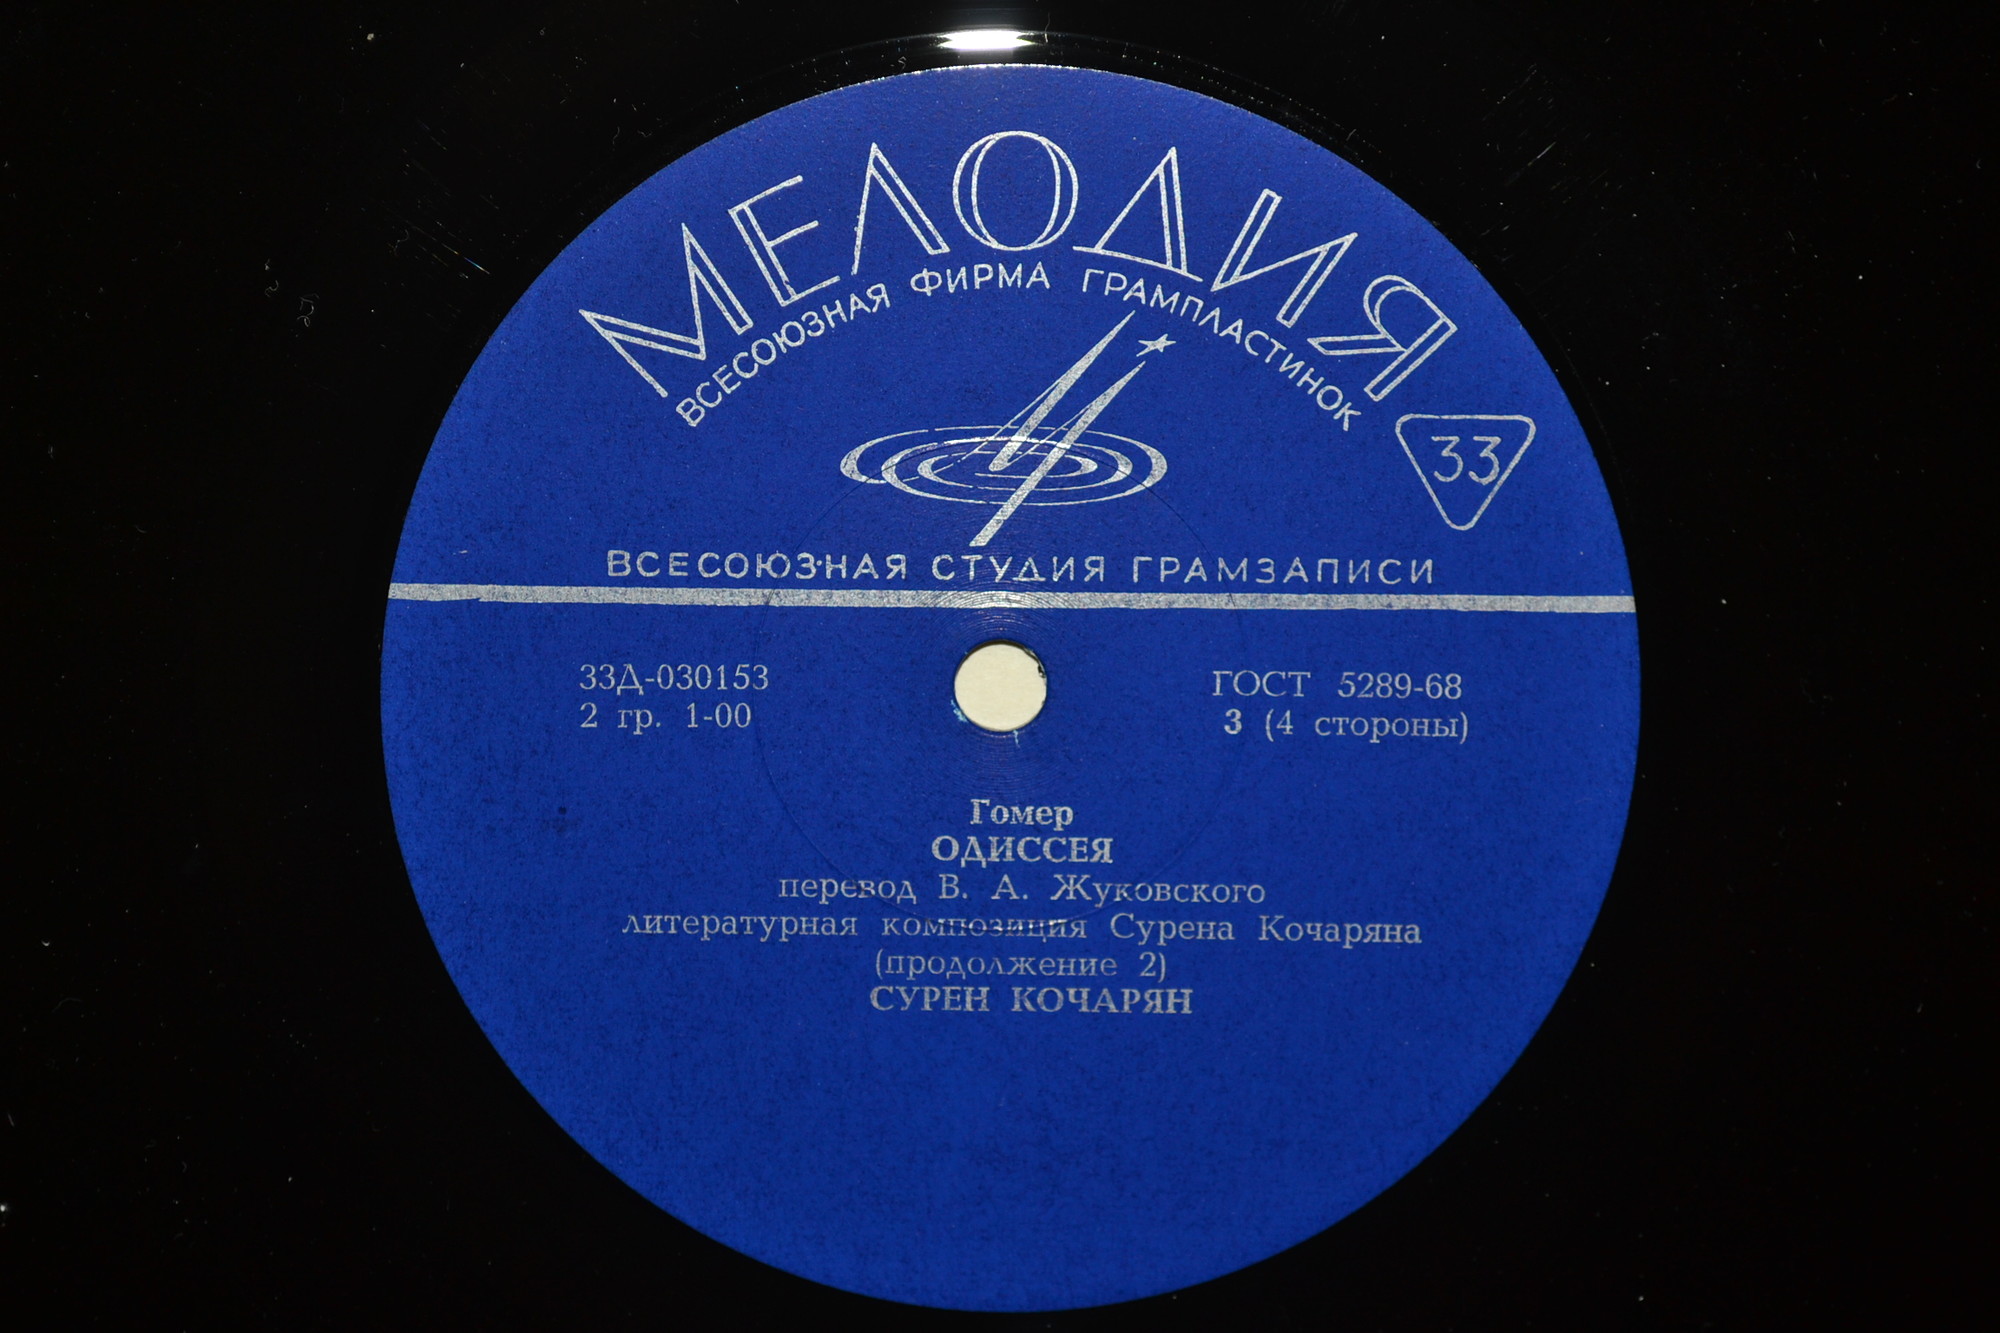 МЕЛОДИЯ
ВСЕСОЮЗНАЯ ФИРМА ГРАМПЛАСТИНОК
33
ВСЕСОЮЗНАЯ СТУДИЯ ГРАМЗАПИСИ
33Д-030153
2 гр. 1-00
ГОСТ 5289-68
3 (4 стороны)
Гомер
ОДИССЕЯ
перевод В. А. Жуковского
литературная композиция Сурена Кочаряна
(продолжение 2)
СУРЕН КОЧАРЯН